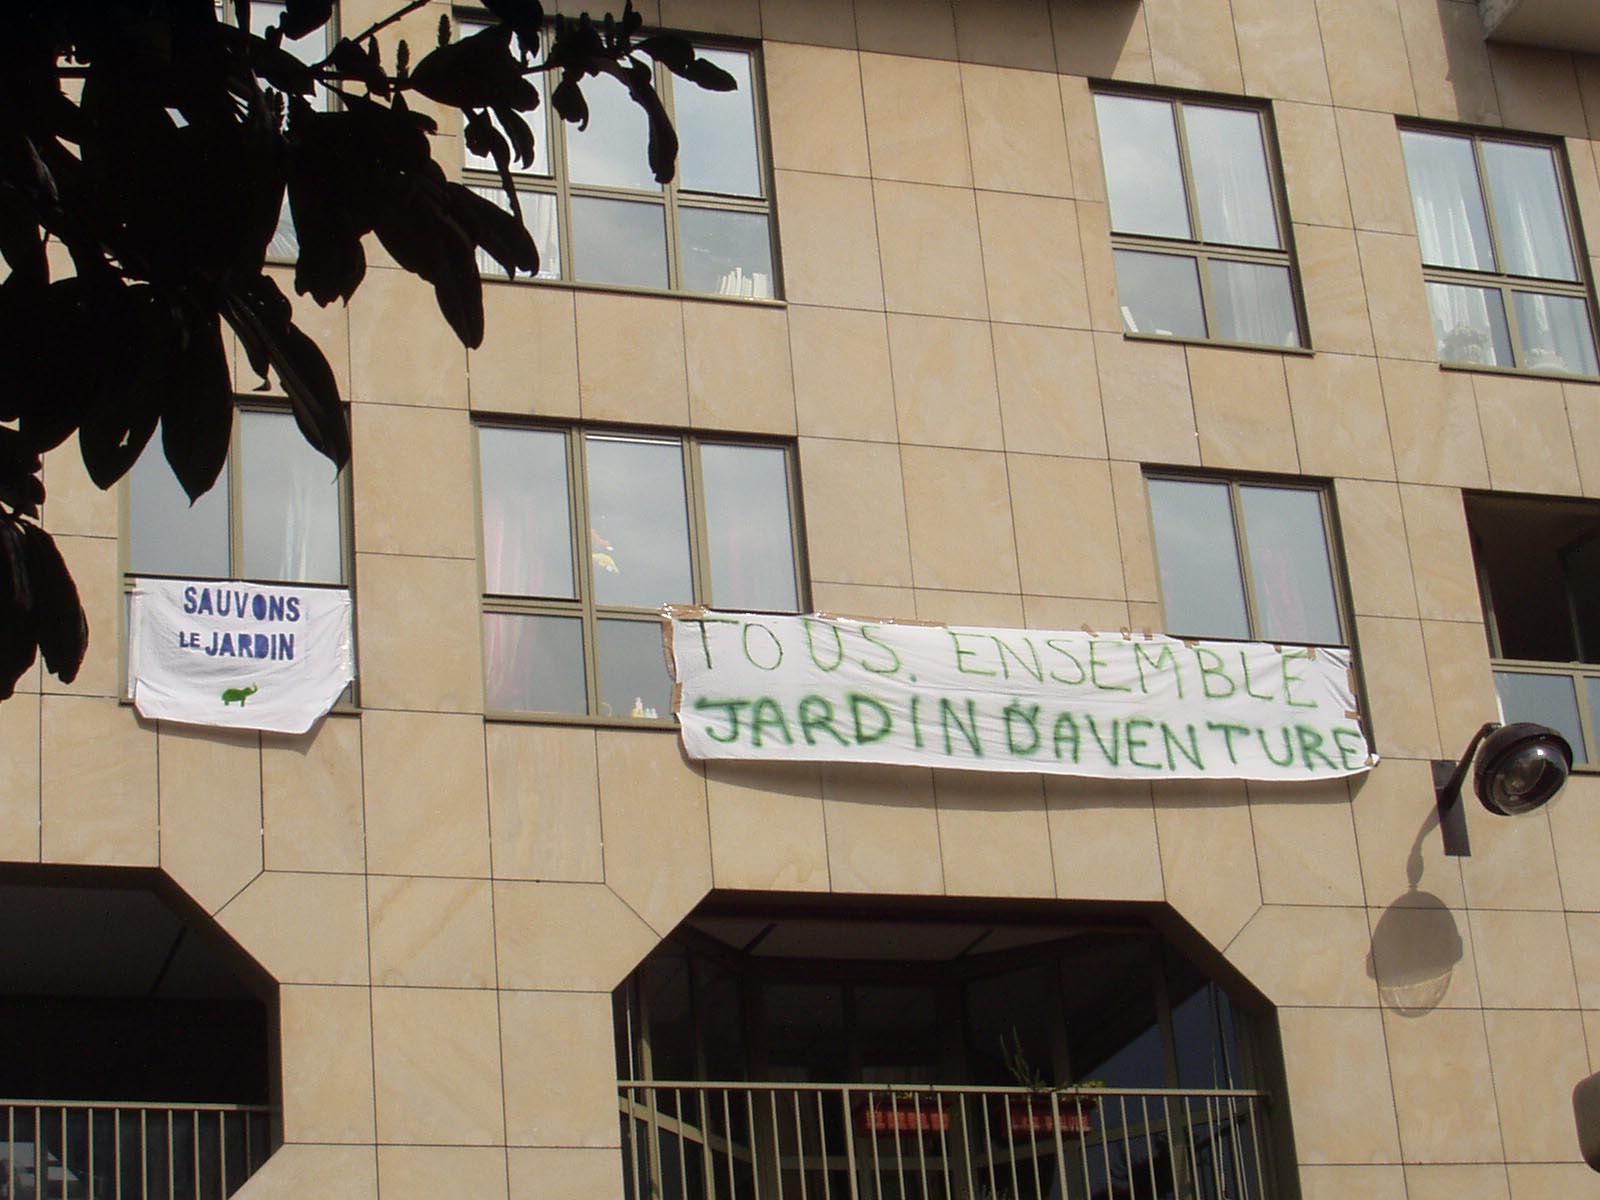 SAUVONS
LE JARDIN
TOUS. ENSEMBLE
JARDIN D'AVENTURE